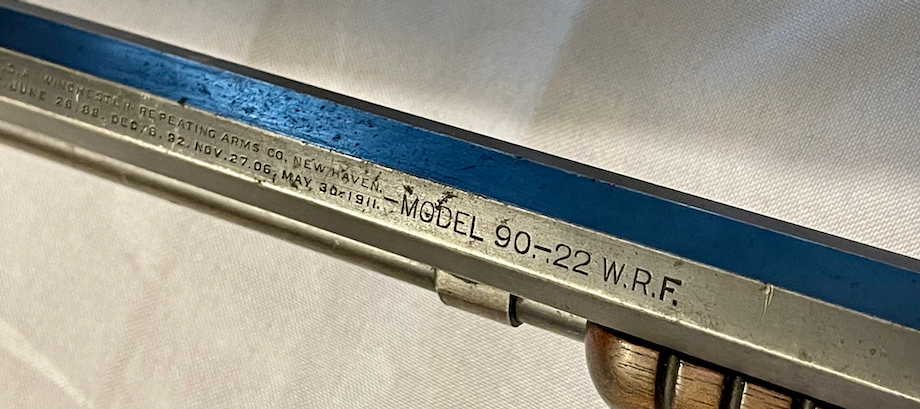 U.S.A. WINCHESTER REPEATING ARMS CO. NEW HAVEN.
JUNE 26.88. DEC. 6. 92. NOV. 27.06. MAY 30-1911.
-MODEL 90.-22 W.R.F.